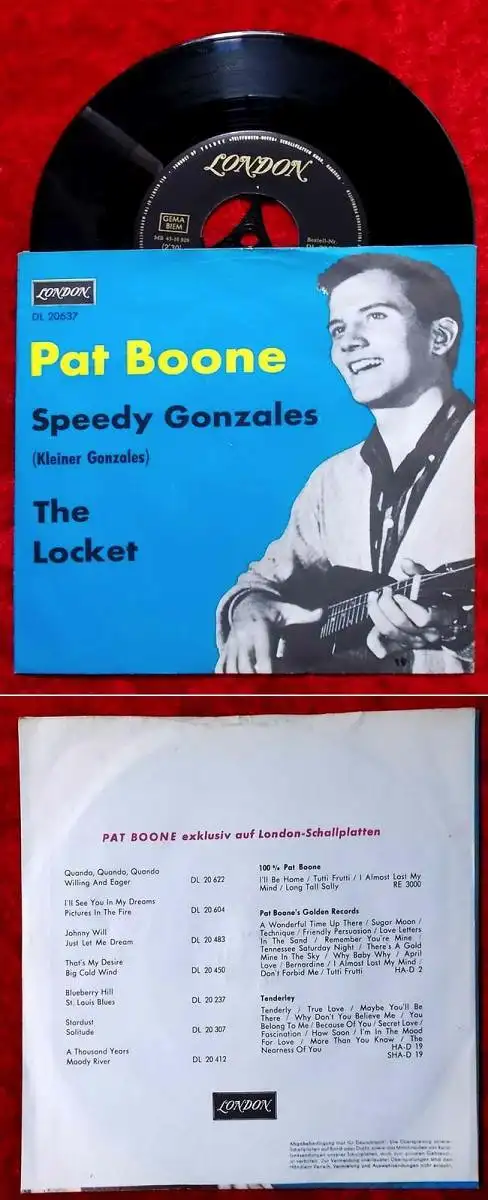 LONDON
GEMA
BIEM
Bestell-Nr.
(2'30)
LONDON
DL 20637
Pat Boone
Speedy Gonzales
(Kleiner Gonzales)
The
Locket
PAT BOONE exklusiv auf London-Schallplatten
Quando, Quando, Quando
Willing And Eager DL 20 622
I'll See You In My Dreams
Pictures In The Fire DL 20 604
Johnny Will
Just Let Me Dream DL 20 483
That's My Desire
Big Cold Wind DL 20 450
Blueberry Hill
St. Louis Blues DL 20 237
Stardust
Solitude DL 20 307
A Thousand Years
Moody River DL 20 412
100 % Pat Boone
I'll Be Home / Tutti Frutti / I Almost Lost My
Mind / Long Tall Sally RE 3000
Pat Boone's Golden Records
A Wonderful Time Up There / Sugar Moon /
Technique / Friendly Persuation / Love Letters
In The Sand / Remember You're Mine /
Tennessee Saturday Night / There's A Gold
Mine In The Sky / Why Baby Why / April
Love / Bernardine / I Almost Lost My Mind /
Don't Forbid Me / Tutti Frutti HA-D 2
Tenderley
Tenderly / True Love / Maybe You'll Be
There / Why Don't You Believe Me / You
Belong To Me / Because Of You / Secret Love /
Fascination / How Soon / I'm In The Mood
For Love / More Than You Know / The
Nearness Of You HA-D 19
SHA-D 19
LONDON